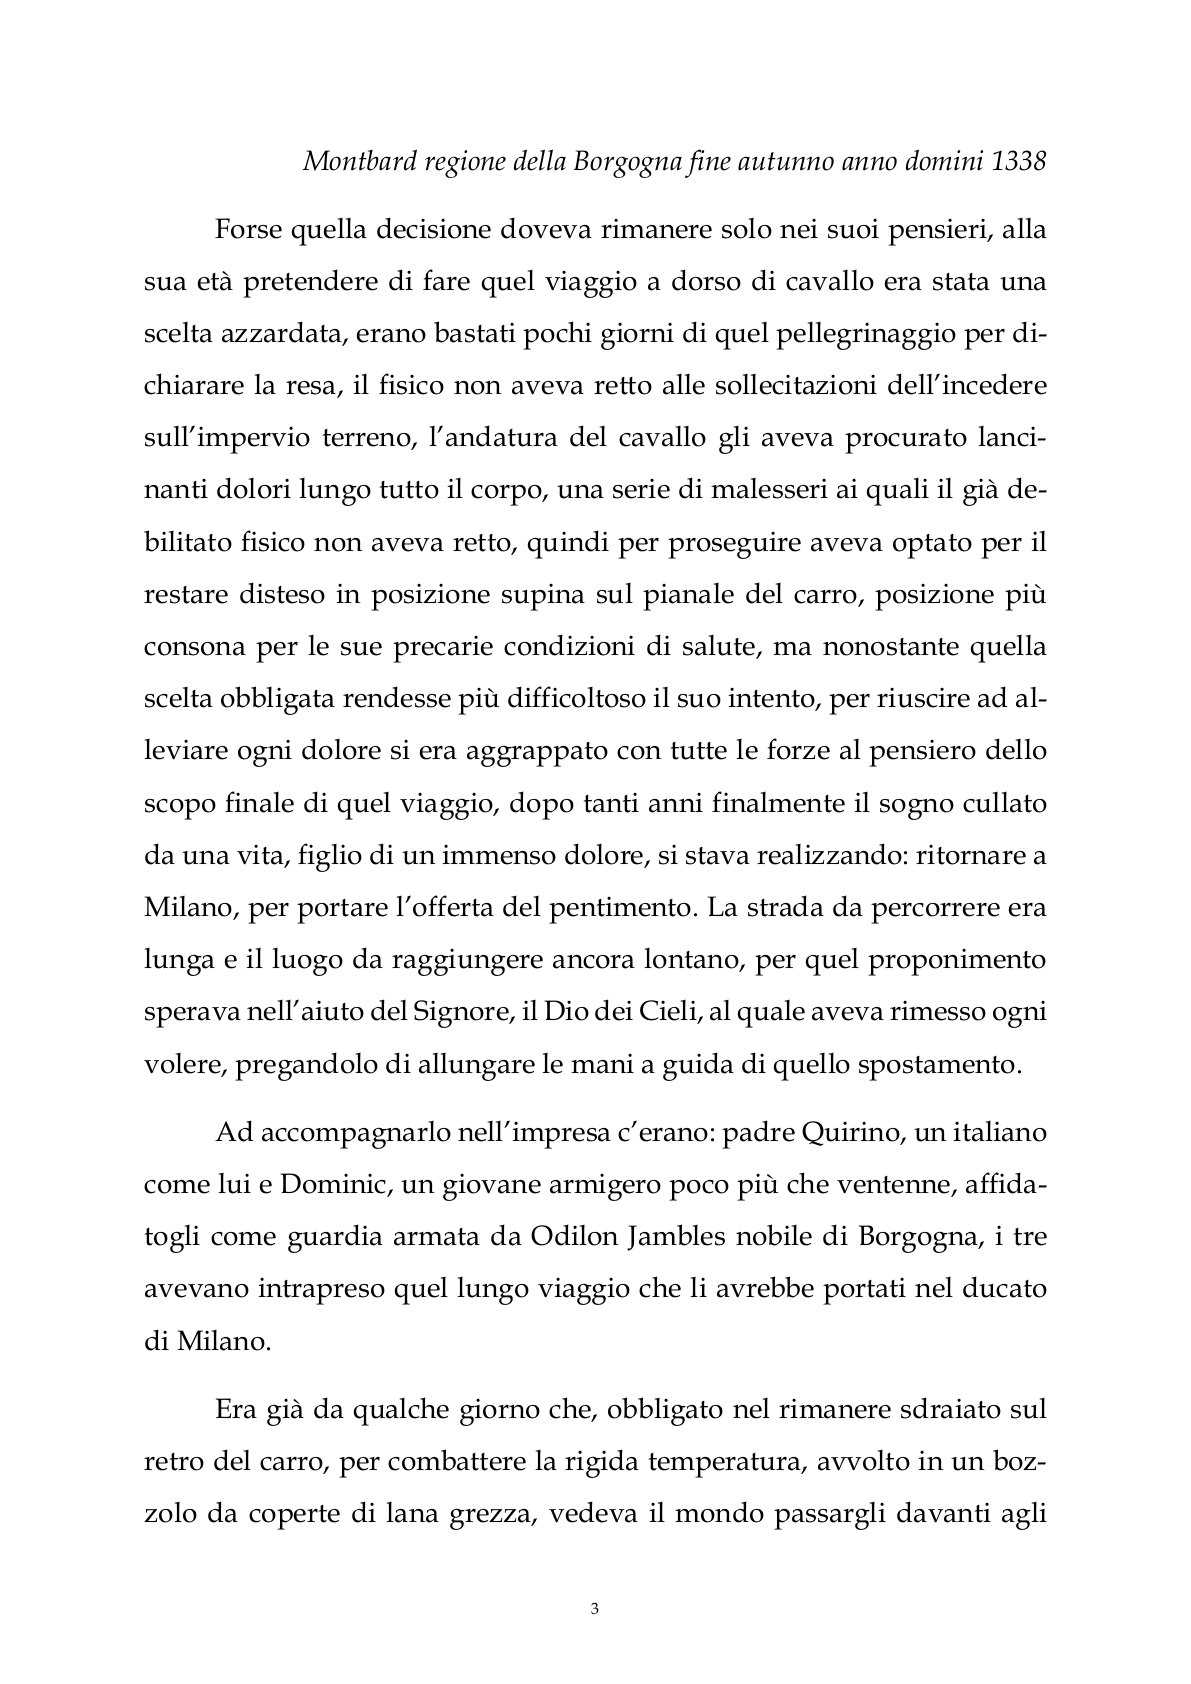 Montbard regione della Borgogna fine autunno anno domini 1338
Forse quella decisione doveva rimanere solo nei suoi pensieri, alla
sua età pretendere di fare quel viaggio a dorso di cavallo era stata una
scelta azzardata, erano bastati pochi giorni di quel pellegrinaggio per di-
chiarare la resa, il fisico non aveva retto alle sollecitazioni dell’incedere
sull’impervio terreno, l’andatura del cavallo gli aveva procurato lanci-
nanti dolori lungo tutto il corpo, una serie di malesseri ai quali il già de-
bilitato fisico non aveva retto, quindi per proseguire aveva optato per il
restare disteso in posizione supina sul pianale del carro, posizione più
consona per le sue precarie condizioni di salute, ma nonostante quella
scelta obbligata rendesse più difficoltoso il suo intento, per riuscire ad al-
leviare ogni dolore si era aggrappato con tutte le forze al pensiero dello
scopo finale di quel viaggio, dopo tanti anni finalmente il sogno cullato
da una vita, figlio di un immenso dolore, si stava realizzando: ritornare a
Milano, per portare l’offerta del pentimento. La strada da percorrere era
lunga e il luogo da raggiungere ancora lontano, per quel proponimento
sperava nell’aiuto del Signore, il Dio dei Cieli, al quale aveva rimesso ogni
volere, pregandolo di allungare le mani a guida di quello spostamento.
Ad accompagnarlo nell’impresa c’erano: padre Quirino, un italiano
come lui e Dominic, un giovane armigero poco più che ventenne, affida-
togli come guardia armata da Odilon Jambles nobile di Borgogna, i tre
avevano intrapreso quel lungo viaggio che li avrebbe portati nel ducato
di Milano.
Era già da qualche giorno che, obbligato nel rimanere sdraiato sul
retro del carro, per combattere la rigida temperatura, avvolto in un boz-
zolo da coperte di lana grezza, vedeva il mondo passargli davanti agli
3